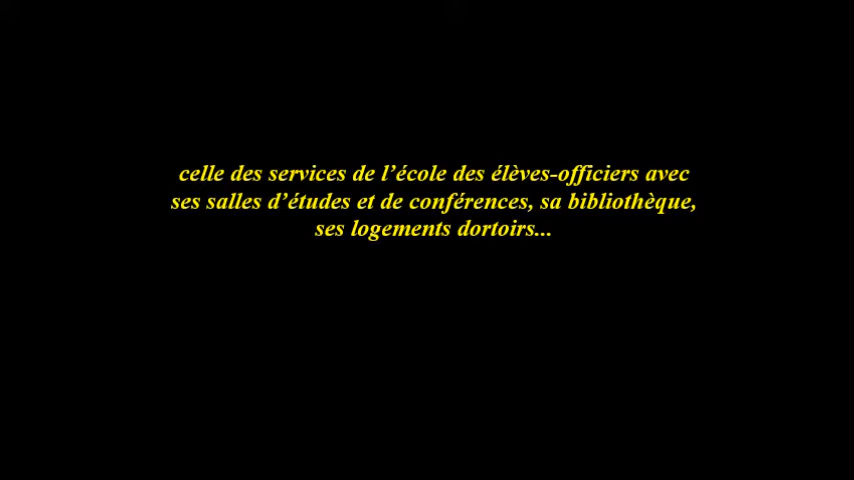 celle des services de l’école des élèves-officiers avec
ses salles d’études et de conférences, sa bibliothèque,
ses logements dortoirs...